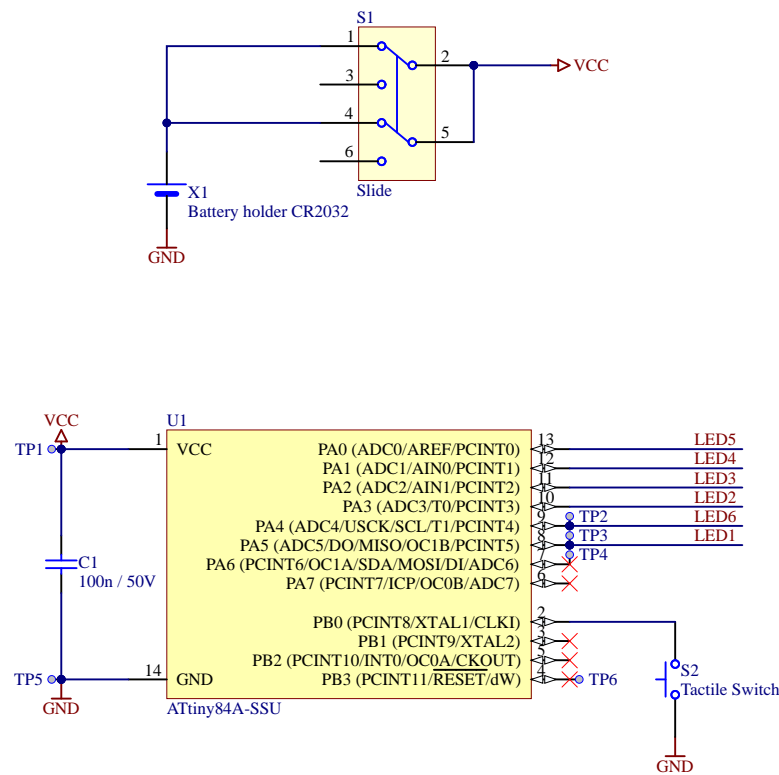 S1
1
2
VCC
3
4
5
6
Slide
X1
Battery holder CR2032
GND
VCC
U1
TP1
1
VCC
PA0 (ADC0/AREF/PCINT0)
13
LED5
PA1 (ADC1/AIN0/PCINT1)
12
LED4
PA2 (ADC2/AIN1/PCINT2)
11
LED3
PA3 (ADC3/T0/PCINT3)
10
LED2
TP2
PA4 (ADC4/USCK/SCL/T1/PCINT4)
9
LED6
TP3
PA5 (ADC5/DO/MISO/OC1B/PCINT5)
8
LED1
TP4
PA6 (PCINT6/OC1A/SDA/MOSI/DI/ADC6)
7
PA7 (PCINT7/ICP/OC0B/ADC7)
6
C1
100n / 50V
PB0 (PCINT8/XTAL1/CLKI)
2
PB1 (PCINT9/XTAL2)
3
PB2 (PCINT10/INT0/OC0A/CKOUT)
5
TP5
14
GND
PB3 (PCINT11/RESET/dW)
4
TP6
S2
Tactile Switch
GND
ATtiny84A-SSU
GND